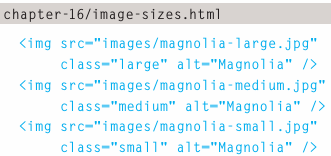 chapter-16/image-sizes.html
<img src="images/magnolia-large.jpg"
class="large" alt="Magnolia" />
<img src="images/magnolia-medium.jpg"
class="medium" alt="Magnolia" />
<img src="images/magnolia-small.jpg"
class="small" alt="Magnolia" />